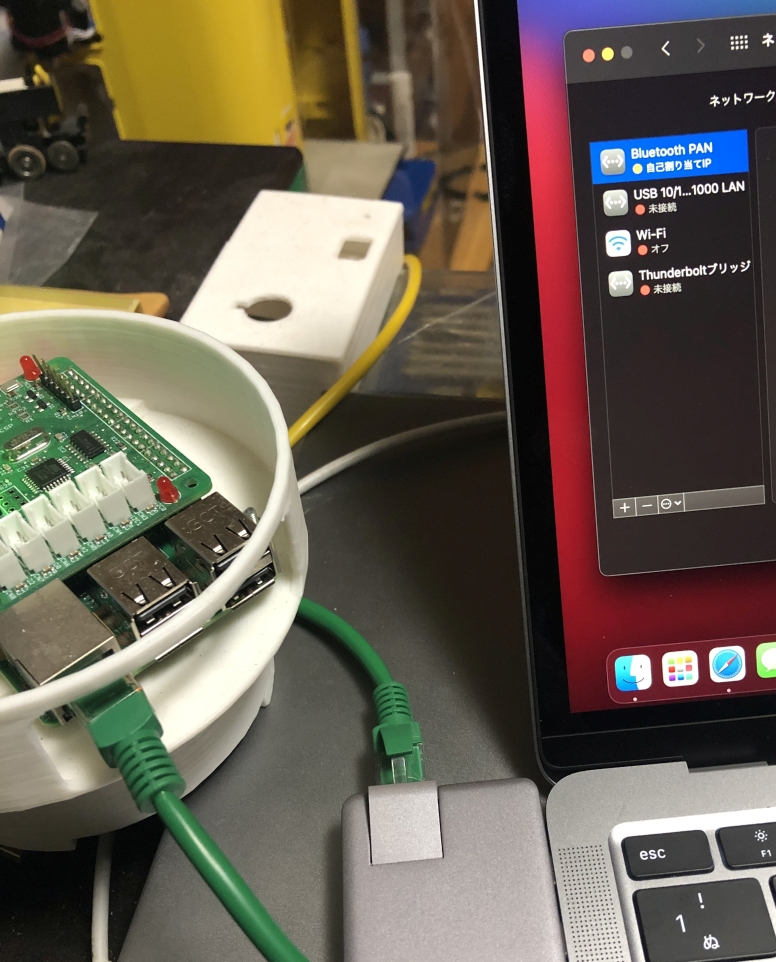 ネットワーク
Bluetooth PAN
自己割り当てIP
USB 10/1...1000 LAN
未接続
Wi-Fi
オフ
Thunderboltブリッジ
未接続
esc
F1
!
1
ぬ